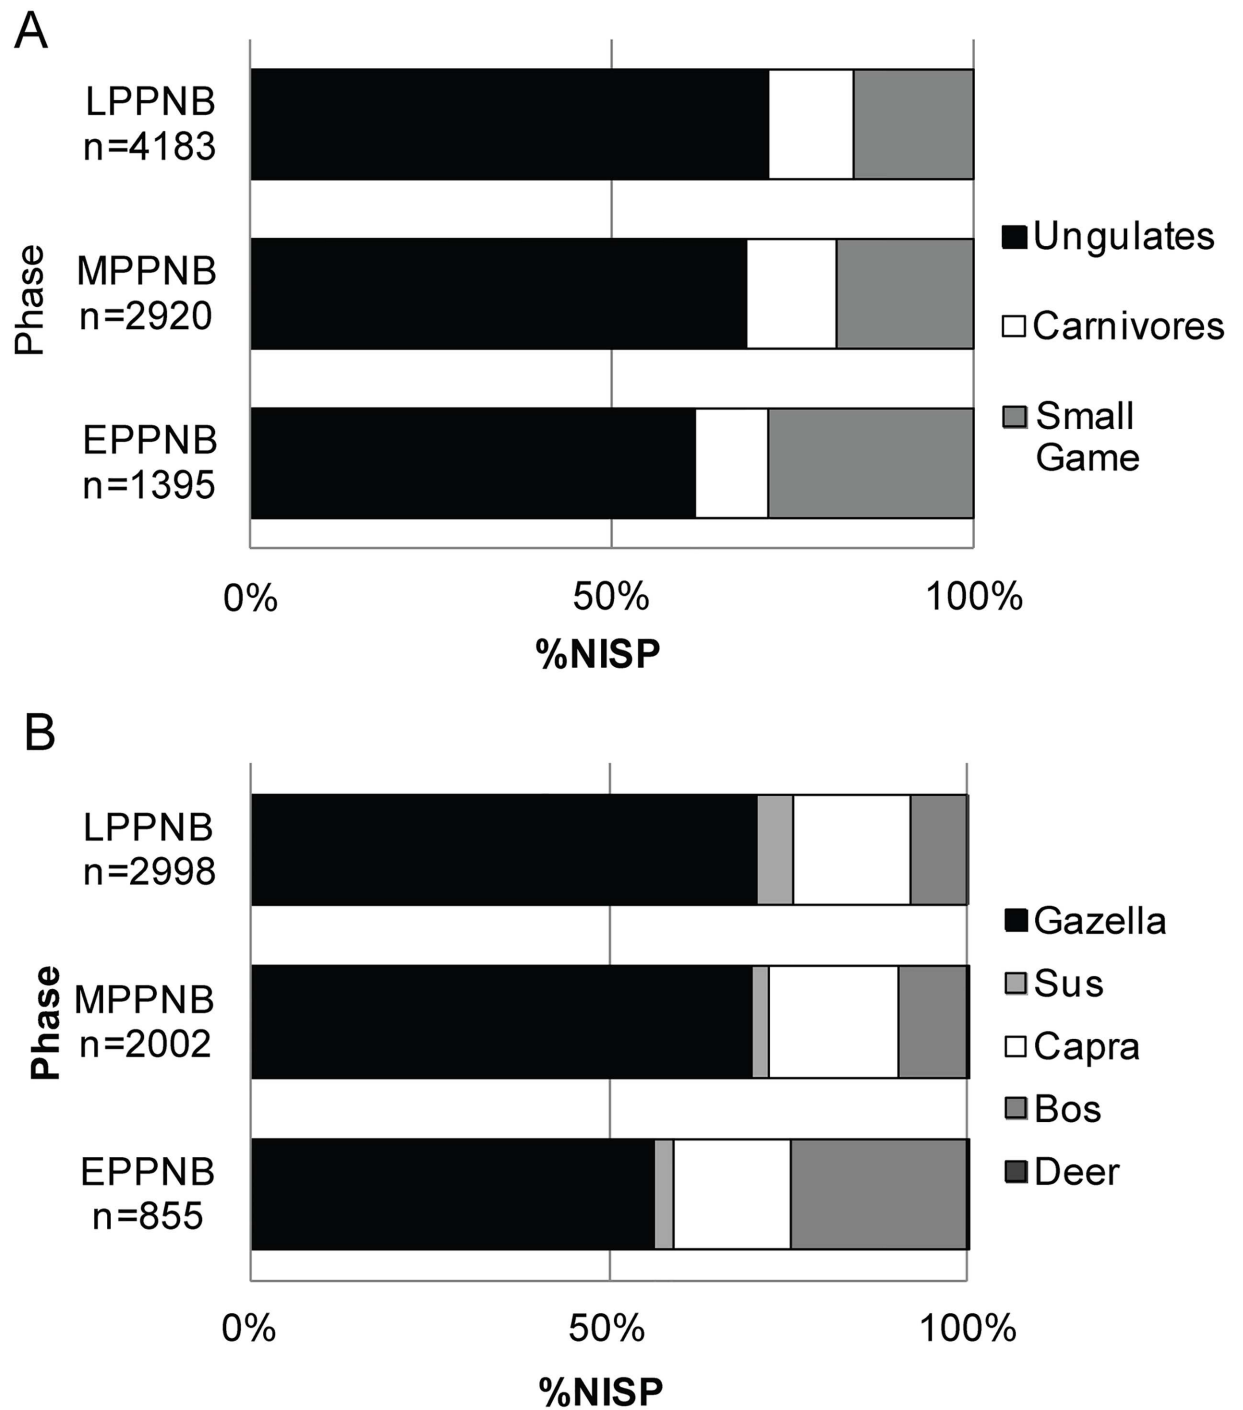 A
LPPNB
n=4183
MPPNB
n=2920
EPPNB
n=1395
Phase
0% 50% 100%
%NISP
Ungulates
Carnivores
Small
Game
B
LPPNB
n=2998
MPPNB
n=2002
EPPNB
n=855
Phase
0% 50% 100%
%NISP
Gazella
Sus
Capra
Bos
Deer